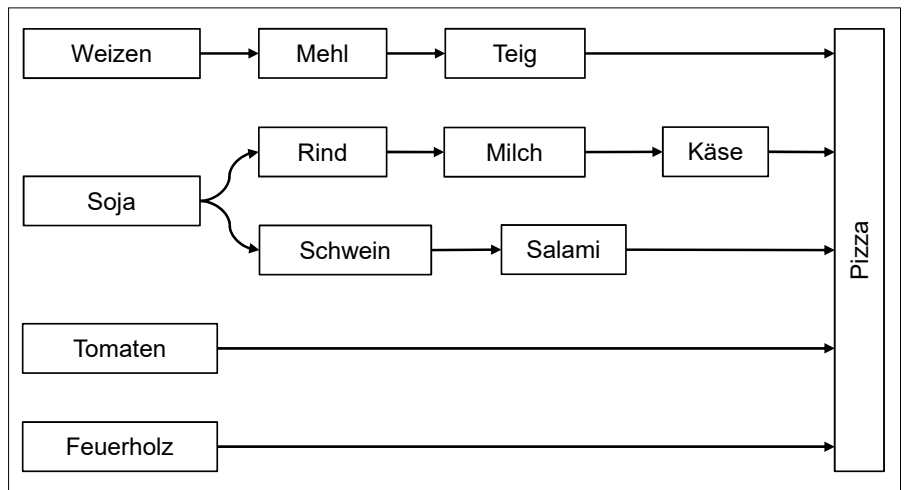 Weizen
Mehl
Teig
Rind
Milch
Käse
Soja
Schwein
Salami
Pizza
Tomaten
Feuerholz